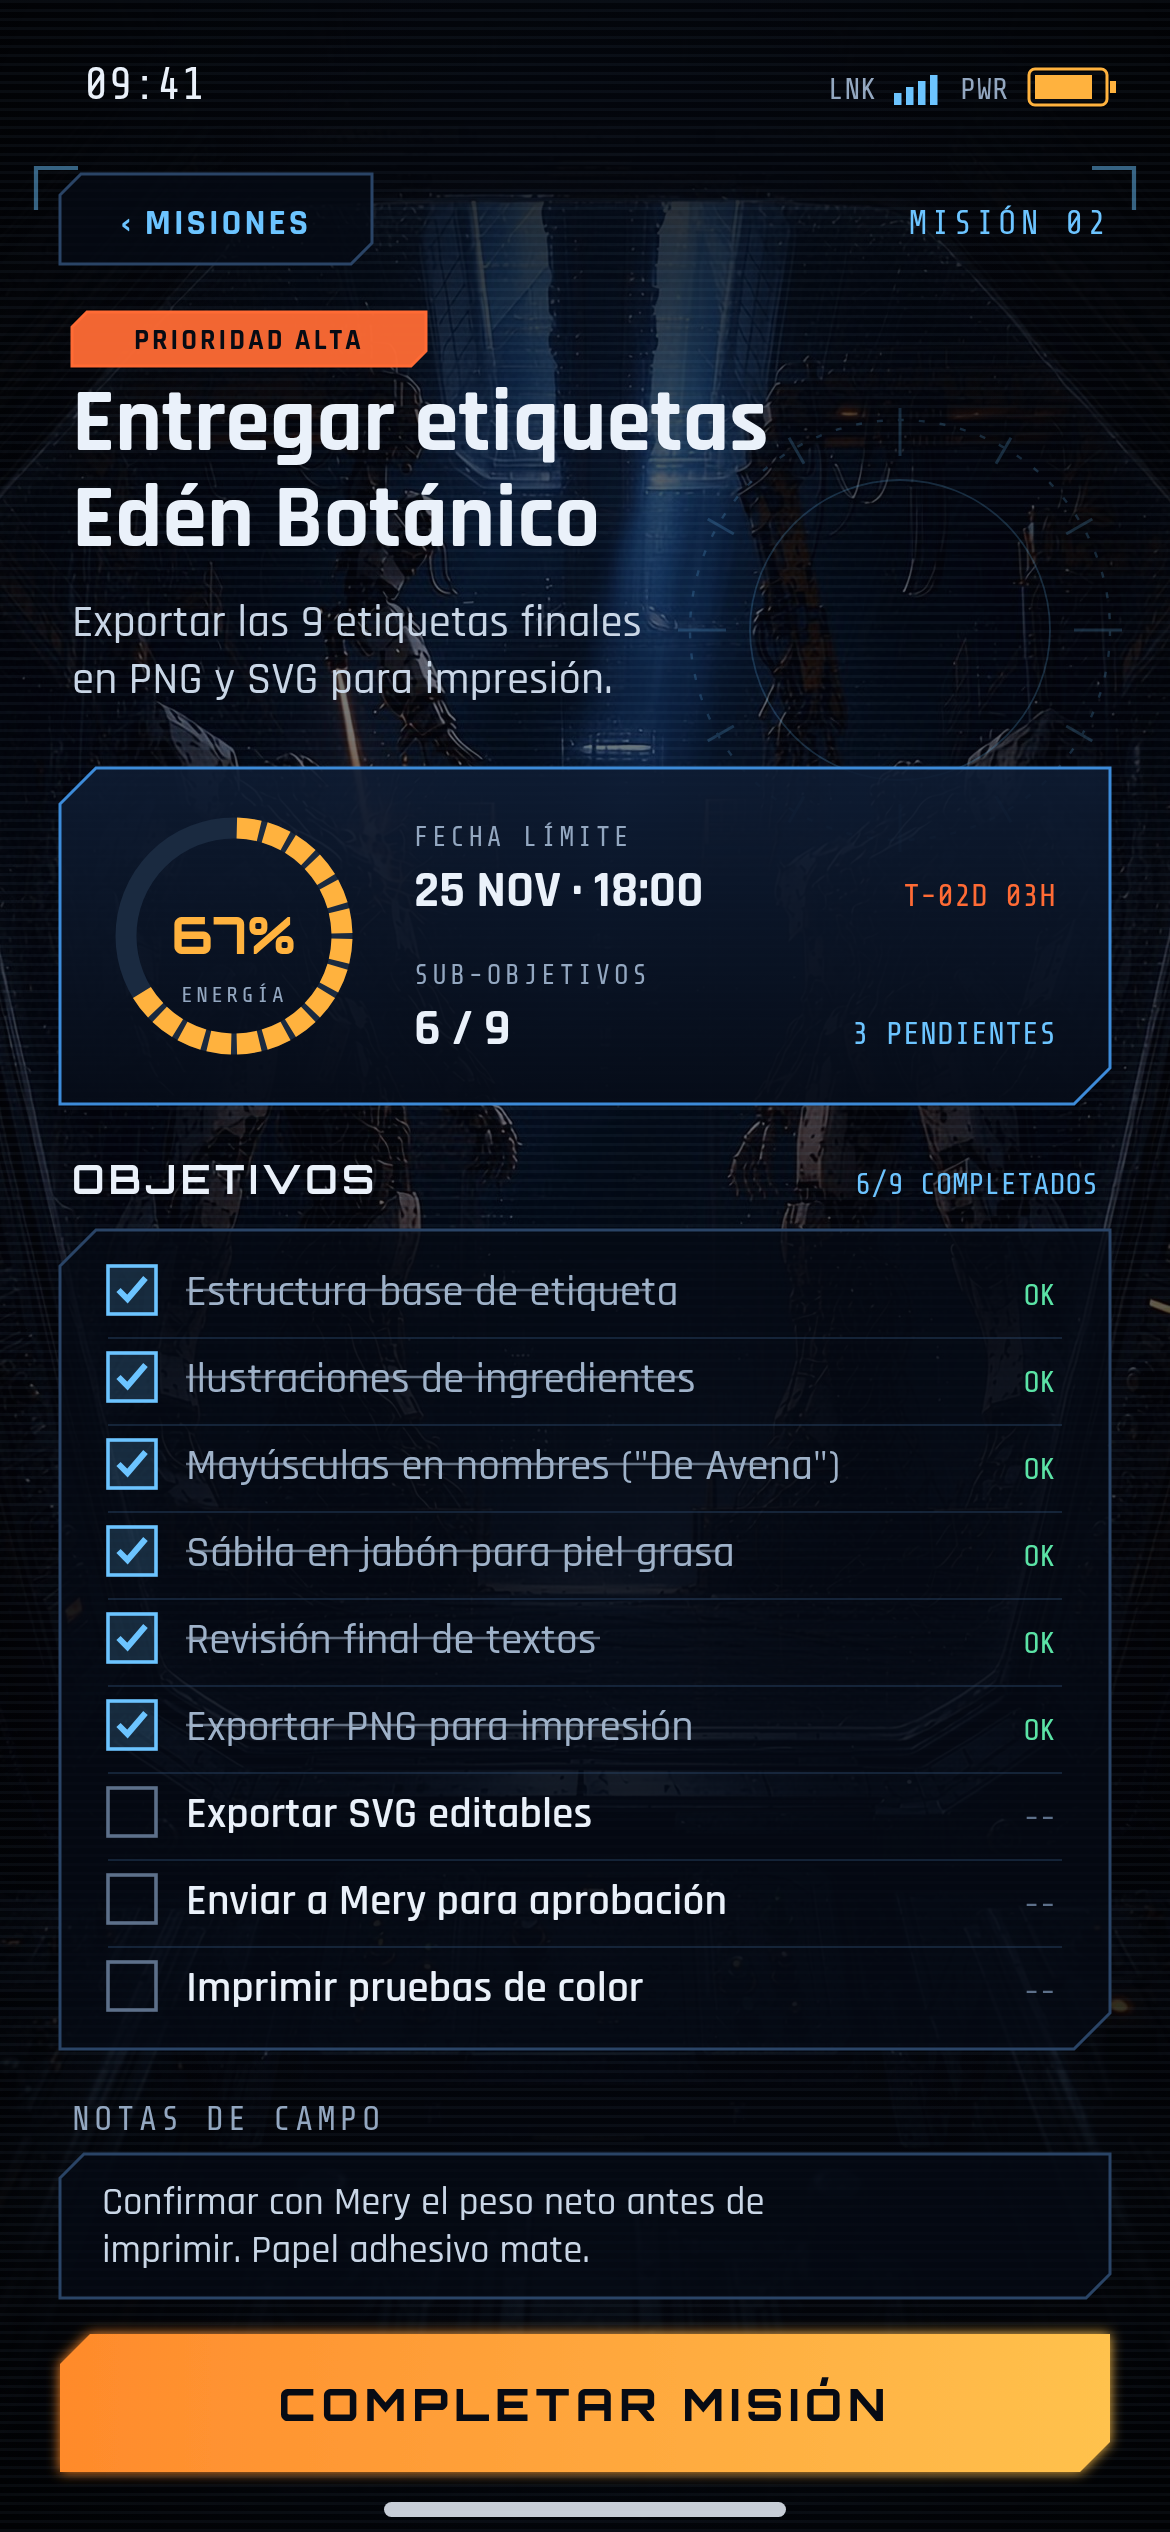 09:41
LNK PWR
‹ MISIONES
MISIÓN 02
PRIORIDAD ALTA
Entregar etiquetas
Edén Botánico
Exportar las 9 etiquetas finales
en PNG y SVG para impresión.
67%
ENERGÍA
FECHA LÍMITE
25 NOV · 18:00
T-02D 03H
SUB-OBJETIVOS
6 / 9
3 PENDIENTES
OBJETIVOS
6/9 COMPLETADOS
Estructura base de etiqueta OK
Ilustraciones de ingredientes OK
Mayúsculas en nombres ("De Avena") OK
Sábila en jabón para piel grasa OK
Revisión final de textos OK
Exportar PNG para impresión OK
Exportar SVG editables --
Enviar a Mery para aprobación --
Imprimir pruebas de color --
NOTAS DE CAMPO
Confirmar con Mery el peso neto antes de
imprimir. Papel adhesivo mate.
COMPLETAR MISIÓN